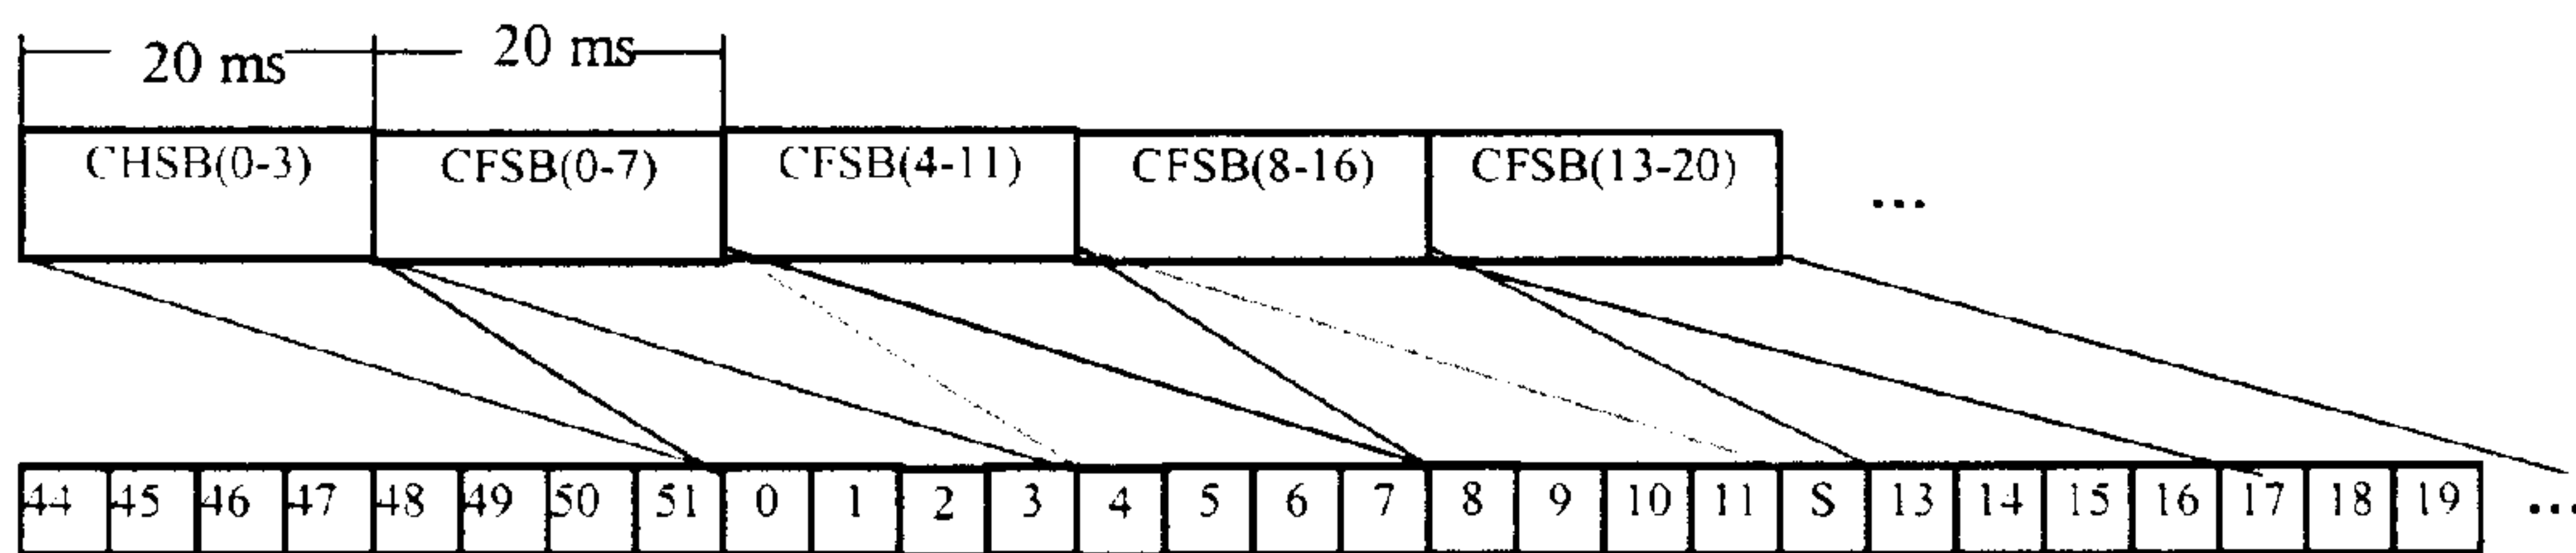 20 ms 20 ms
CHSB(0-3) CFSB(0-7) CFSB(4-11) CFSB(8-16) CFSB(13-20) ...
44 45 46 47 48 49 50 51 0 1 2 3 4 5 6 7 8 9 10 11 S 13 14 15 16 17 18 19 ...